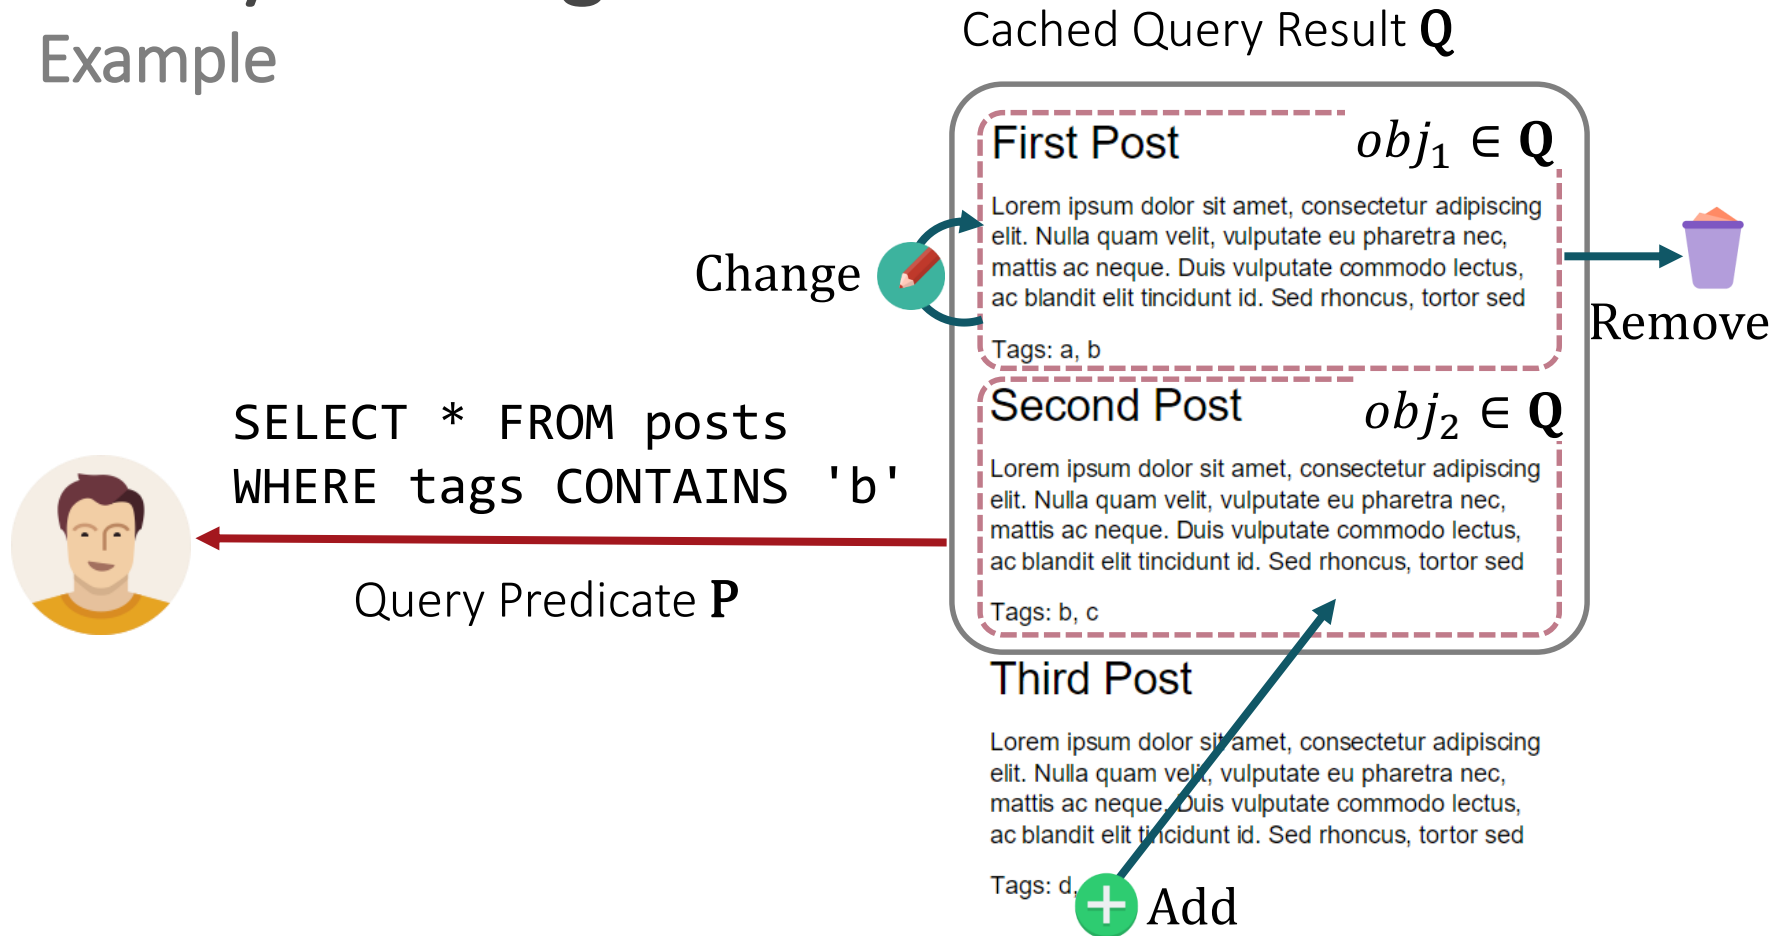 Example
Cached Query Result Q
First Post
obj₁ ∈ Q
Lorem ipsum dolor sit amet, consectetur adipiscing
elit. Nulla quam velit, vulputate eu pharetra nec,
mattis ac neque. Duis vulputate commodo lectus,
ac blandit elit tincidunt id. Sed rhoncus, tortor sed
Tags: a, b
Change
Remove
Second Post
obj₂ ∈ Q
Lorem ipsum dolor sit amet, consectetur adipiscing
elit. Nulla quam velit, vulputate eu pharetra nec,
mattis ac neque. Duis vulputate commodo lectus,
ac blandit elit tincidunt id. Sed rhoncus, tortor sed
Tags: b, c
SELECT * FROM posts
WHERE tags CONTAINS 'b'
Query Predicate P
Third Post
Lorem ipsum dolor sit amet, consectetur adipiscing
elit. Nulla quam velit, vulputate eu pharetra nec,
mattis ac neque. Duis vulputate commodo lectus,
ac blandit elit tincidunt id. Sed rhoncus, tortor sed
Tags: d,
Add